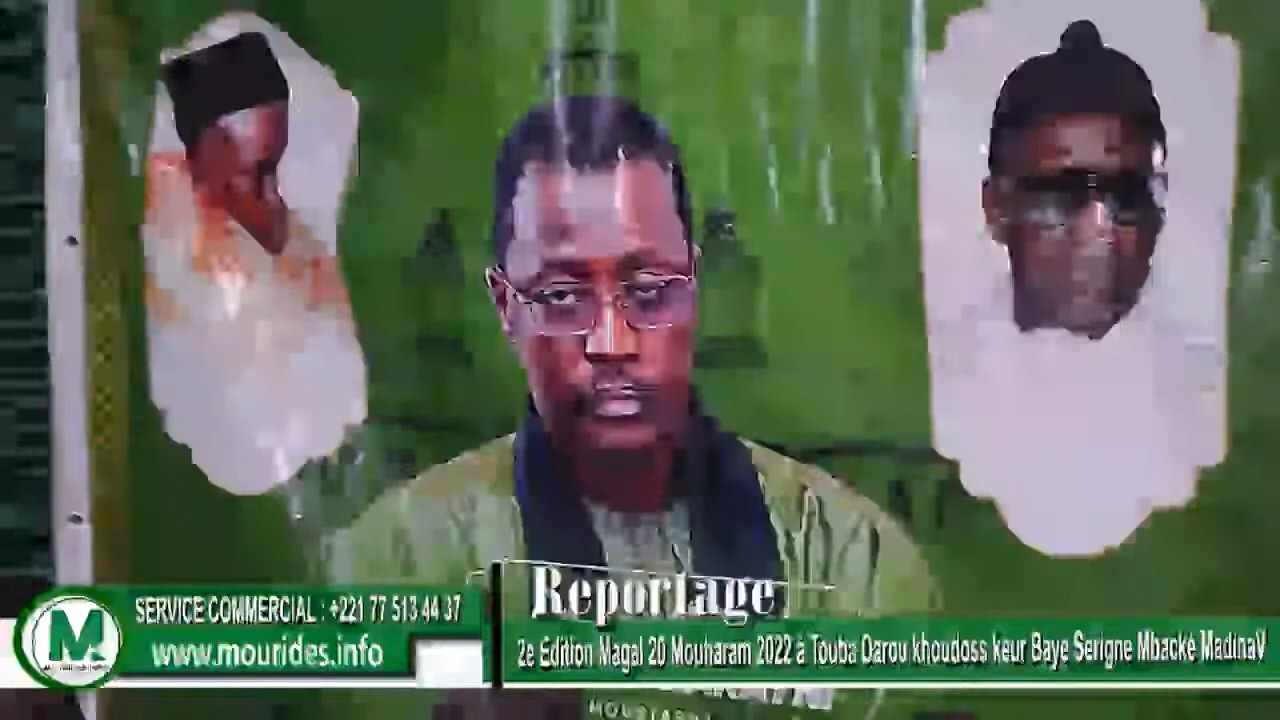 SERVICE COMMERCIAL : +221 77 513 44 37
www.mourides.info
M
Reportage
2e Edition Magal 20 Mouharam 2022 à Touba Darou khoudoss keur Baye Serigne Mbacké MadinaV